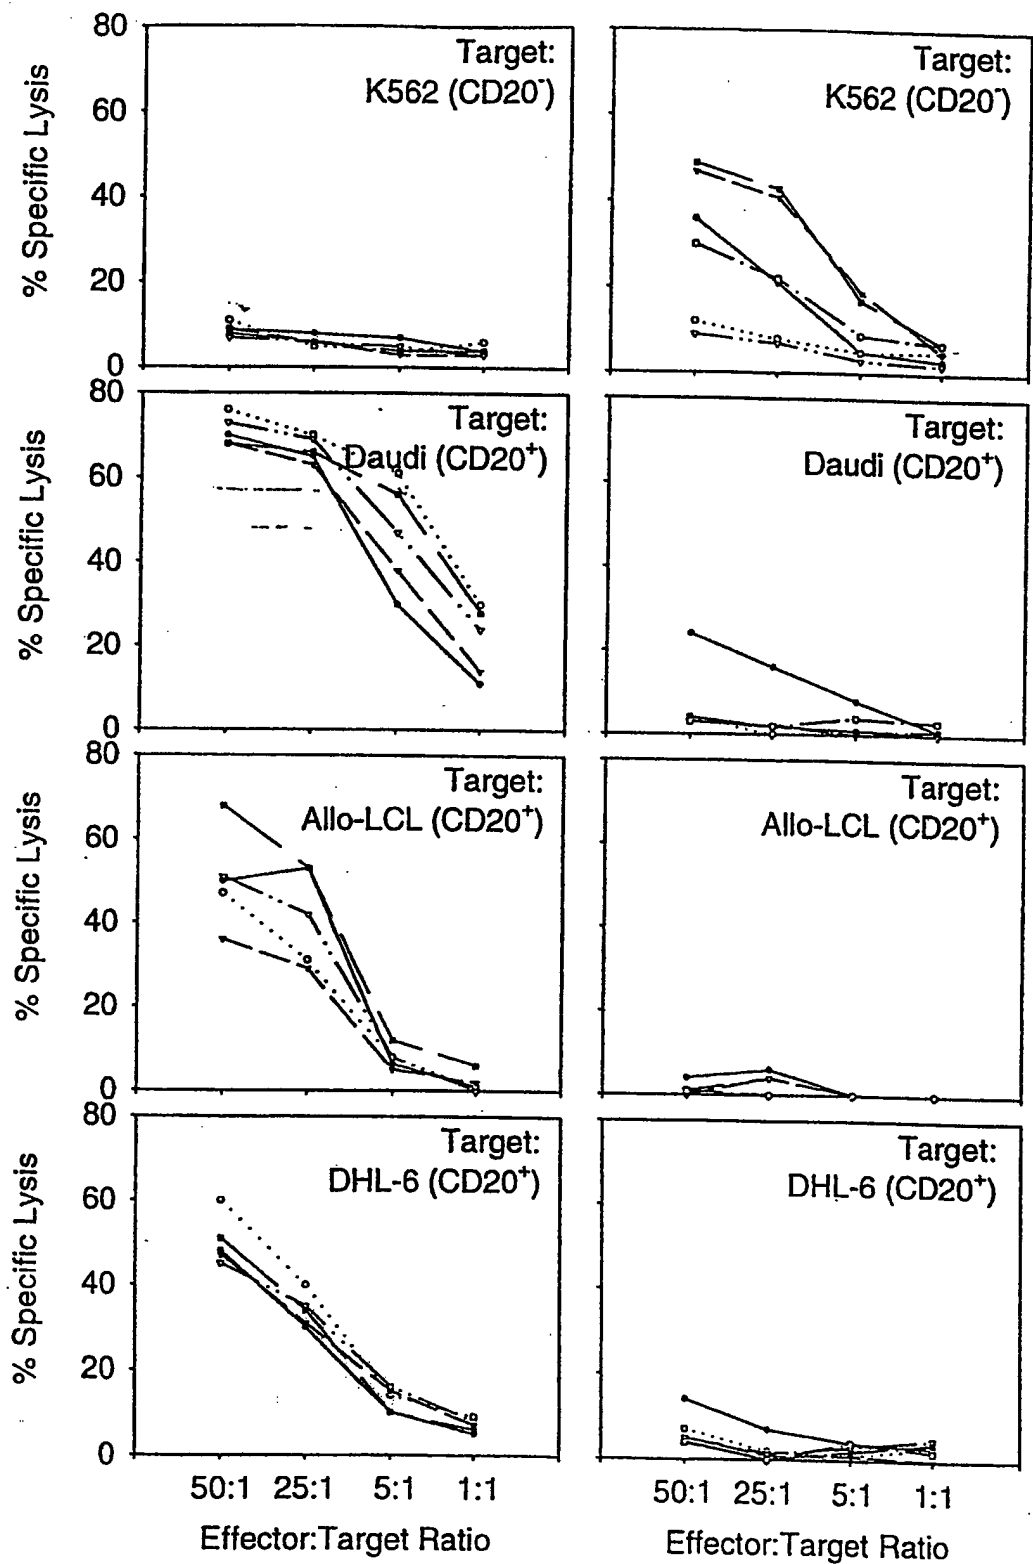 80
60
40
20
0
% Specific Lysis
Target:
K562 (CD20⁻)
Target:
K562 (CD20⁻)
80
60
40
20
0
% Specific Lysis
Target:
Daudi (CD20⁺)
Target:
Daudi (CD20⁺)
80
60
40
20
0
% Specific Lysis
Target:
Allo-LCL (CD20⁺)
Target:
Allo-LCL (CD20⁺)
80
60
40
20
0
% Specific Lysis
Target:
DHL-6 (CD20⁺)
Target:
DHL-6 (CD20⁺)
50:1 25:1 5:1 1:1
Effector:Target Ratio
50:1 25:1 5:1 1:1
Effector:Target Ratio